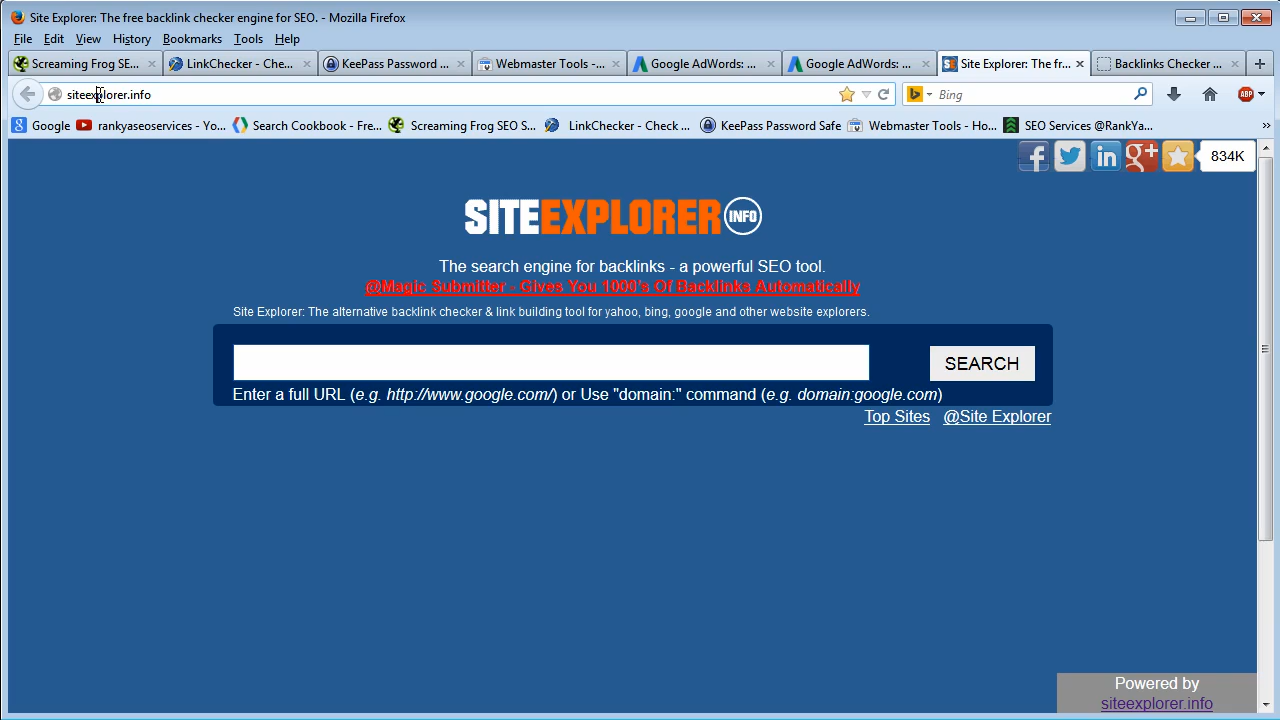 Site Explorer: The free backlink checker engine for SEO. - Mozilla Firefox
File Edit View History Bookmarks Tools Help
Screaming Frog SE... LinkChecker - Che... KeePass Password ... Webmaster Tools -... Google AdWords: ... Google AdWords: ... Site Explorer: The fr... Backlinks Checker ...
siteexplorer.info Bing ABP
Google rankyaseoservices - Yo... Search Cookbook - Fre... Screaming Frog SEO S... LinkChecker - Check ... KeePass Password Safe Webmaster Tools - Ho... SEO Services @RankYa...
834K
SITEEXPLORER INFO
The search engine for backlinks - a powerful SEO tool.
@Magic Submitter - Gives You 1000's Of Backlinks Automatically
Site Explorer: The alternative backlink checker & link building tool for yahoo, bing, google and other website explorers.
SEARCH
Enter a full URL (e.g. http://www.google.com/) or Use "domain:" command (e.g. domain:google.com)
Top Sites @Site Explorer
Powered by
siteexplorer.info